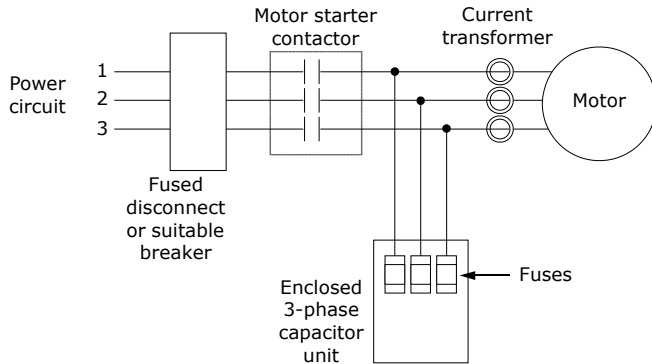 Motor starter
contactor
Current
transformer
Power
circuit
1
2
3
Motor
Fused
disconnect
or suitable
breaker
Enclosed
3-phase
capacitor
unit
Fuses